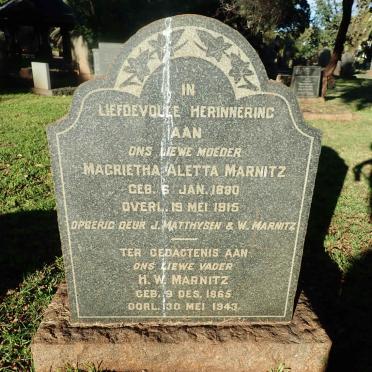 IN
LIEFDEVOLLE HERINNERING
AAN
ONS LIEWE MOEDER
MAGRIETHA ALETTA MARNITZ
GEB. 6 JAN. 1890
OVERL. 19 MEI 1915
OPGERIG DEUR J. MATTHYSEN & W. MARNITZ
TER GEDACTENIS AAN
ONS LIEWE VADER
H. W. MARNITZ
GEB. 9 DES. 1865
OORL. 30 MEI 1943.